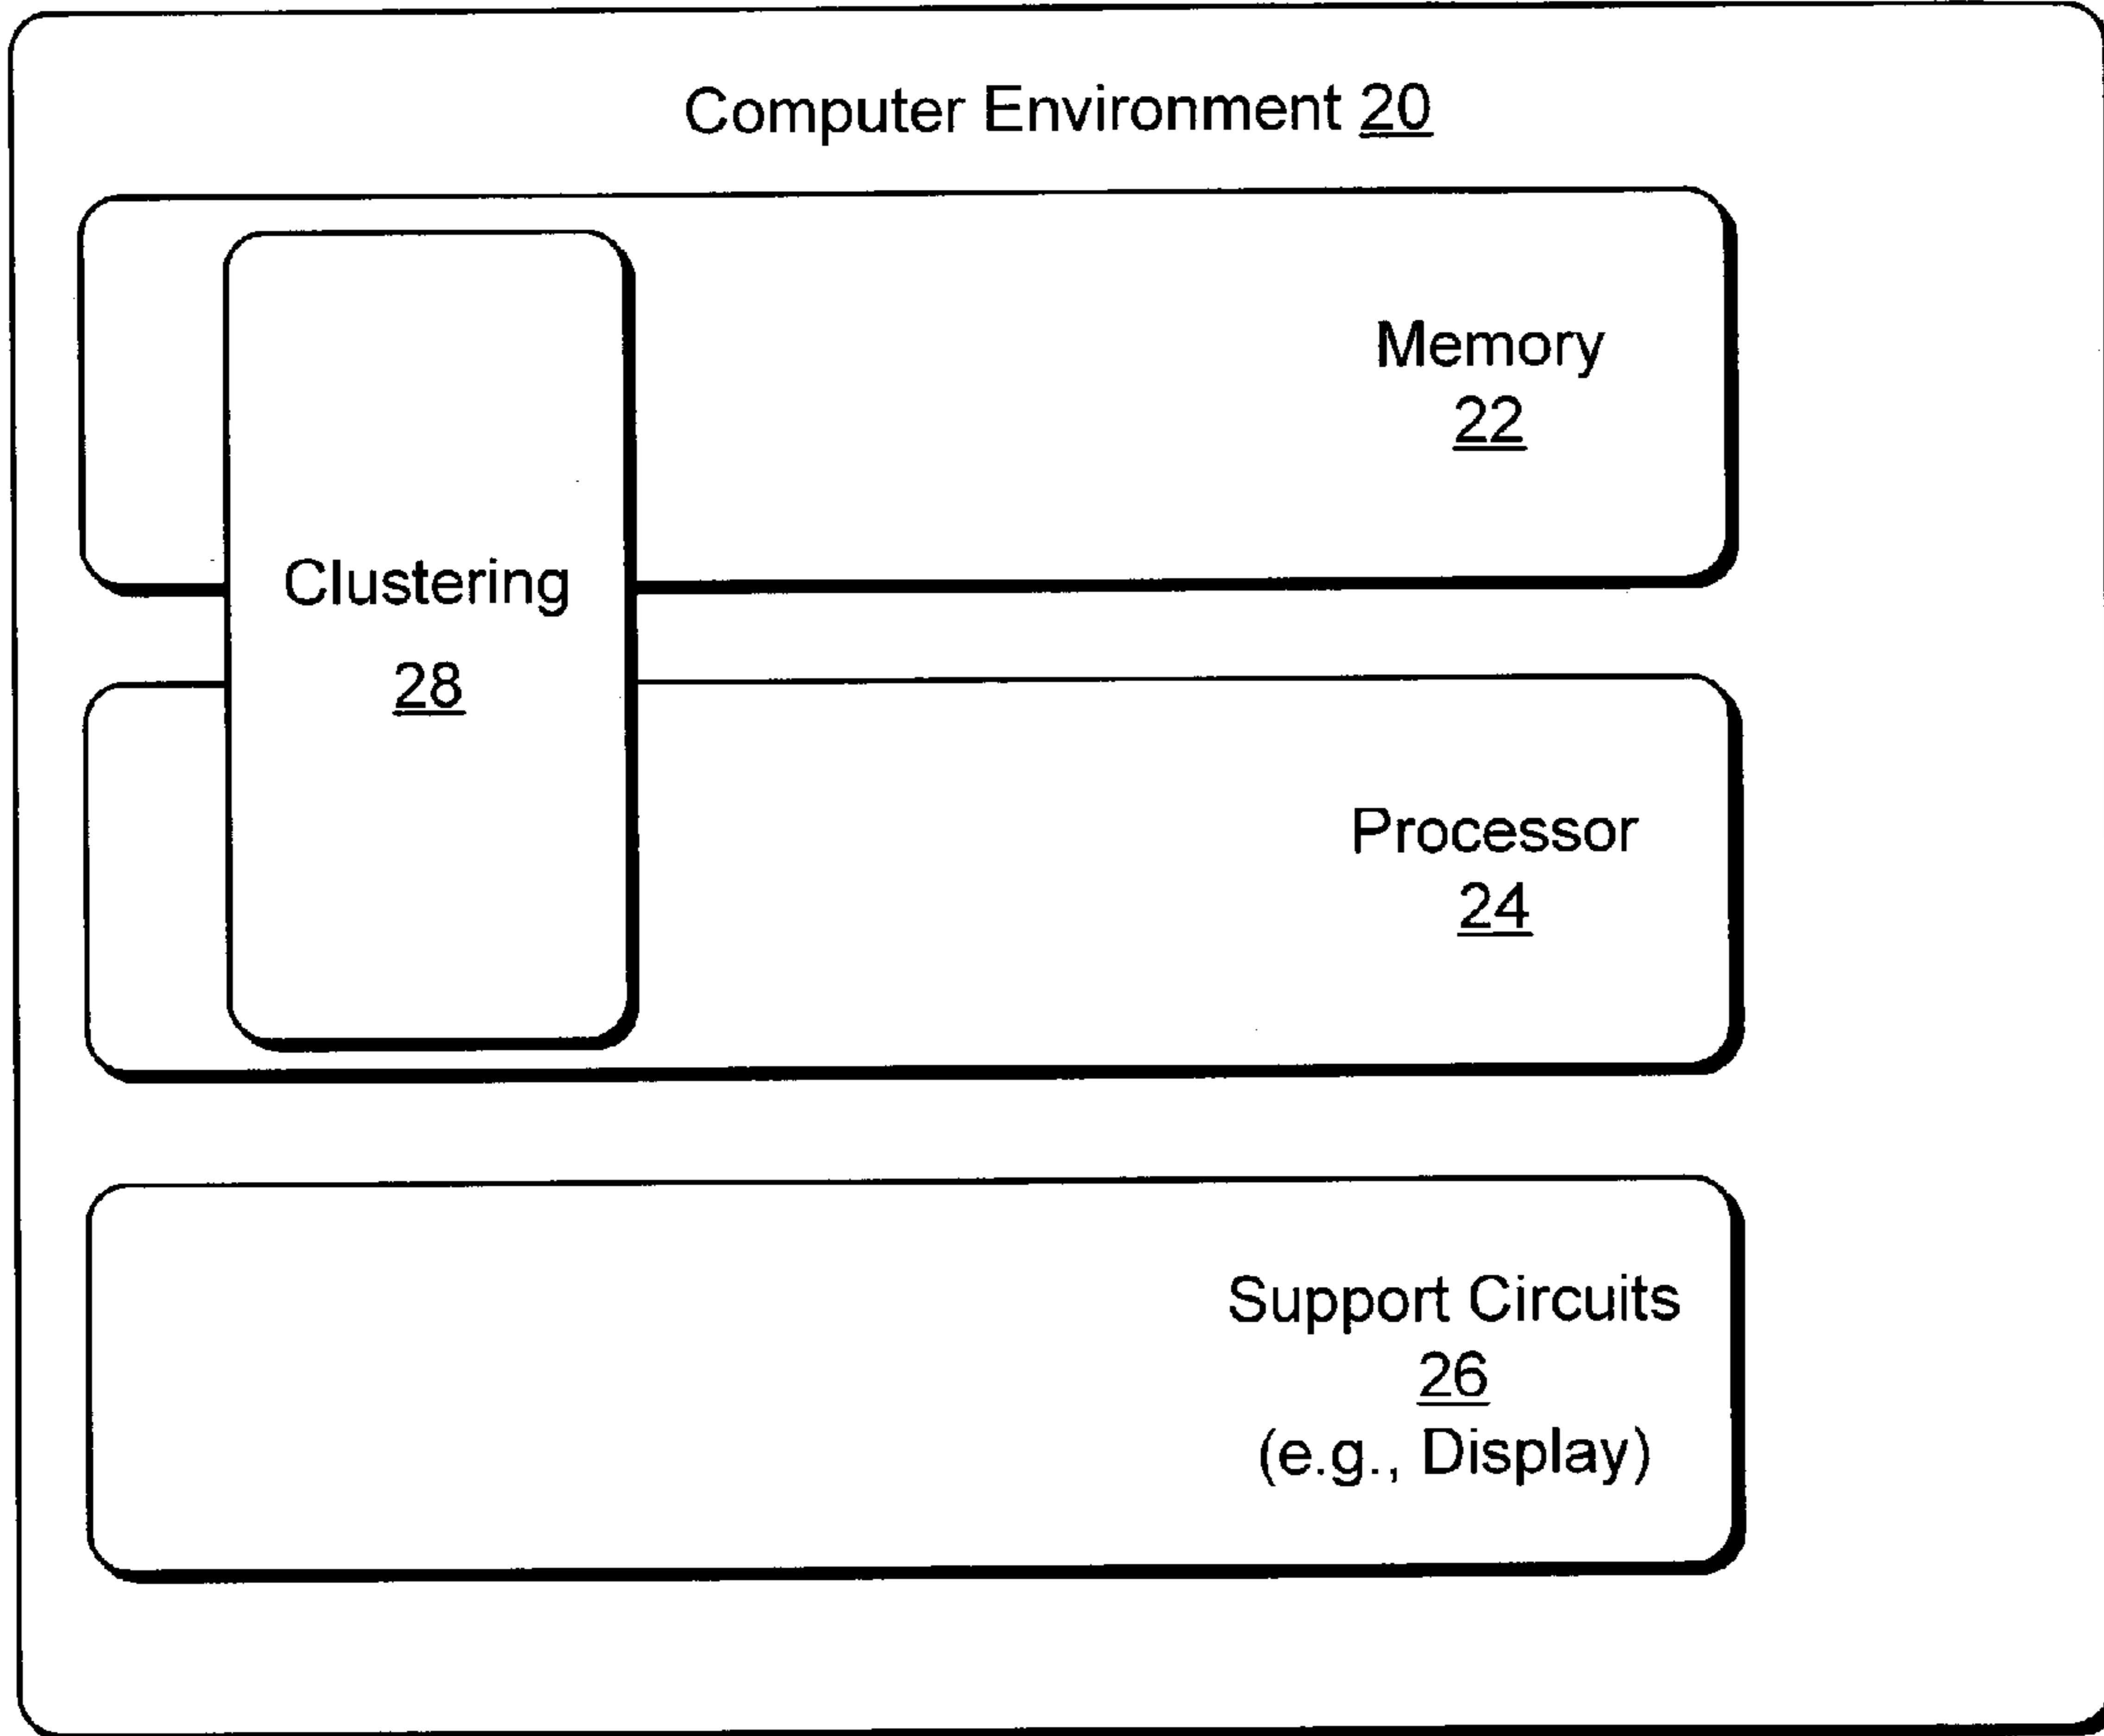 Computer Environment 20
Memory
22
Clustering
28
Processor
24
Support Circuits
26
(e.g., Display)